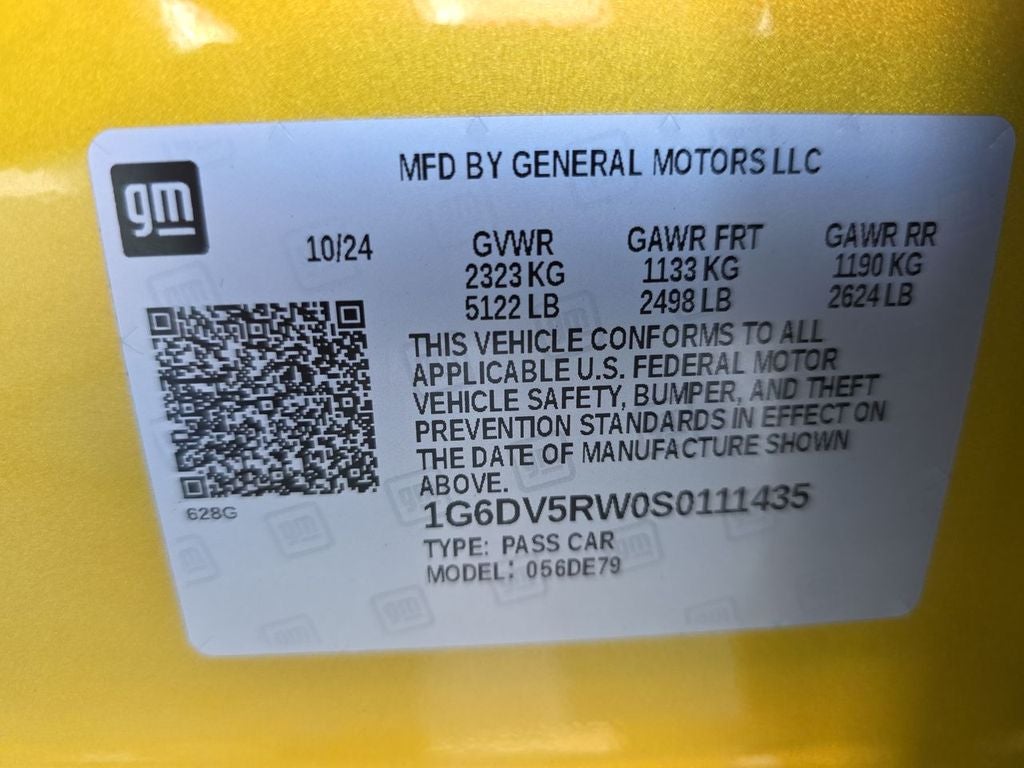 gm
MFD BY GENERAL MOTORS LLC
10/24
GVWR GAWR FRT GAWR RR
2323 KG 1133 KG 1190 KG
5122 LB 2498 LB 2624 LB
THIS VEHICLE CONFORMS TO ALL
APPLICABLE U.S. FEDERAL MOTOR
VEHICLE SAFETY, BUMPER, AND THEFT
PREVENTION STANDARDS IN EFFECT ON
THE DATE OF MANUFACTURE SHOWN
ABOVE.
628G
1G6DV5RW0S0111435
TYPE: PASS CAR
MODEL: 056DE79